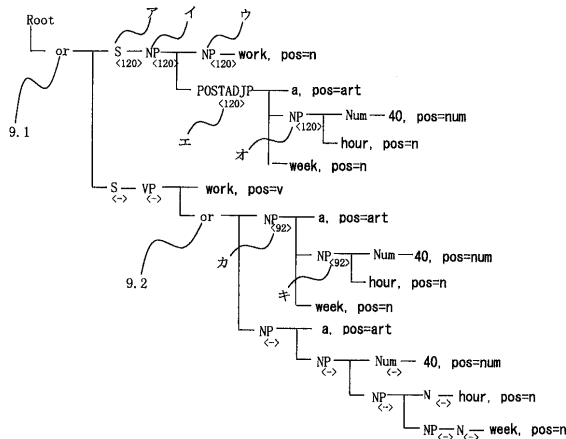 Root
ア イ ウ
or S NP NP work, pos=n
<120> <120> <120>
POSTADJP a, pos=art
<120>
NP Num 40, pos=num
<120>
9.1 エ オ hour, pos=n
week, pos=n
S VP work, pos=v
<-> <->
or NP a, pos=art
<92>
9.2 カ NP Num 40, pos=num
<92>
キ hour, pos=n
week, pos=n
NP a, pos=art
<->
NP Num 40, pos=num
<-> <->
NP N hour, pos=n
<-> <->
NP N week, pos=n
<-> <->